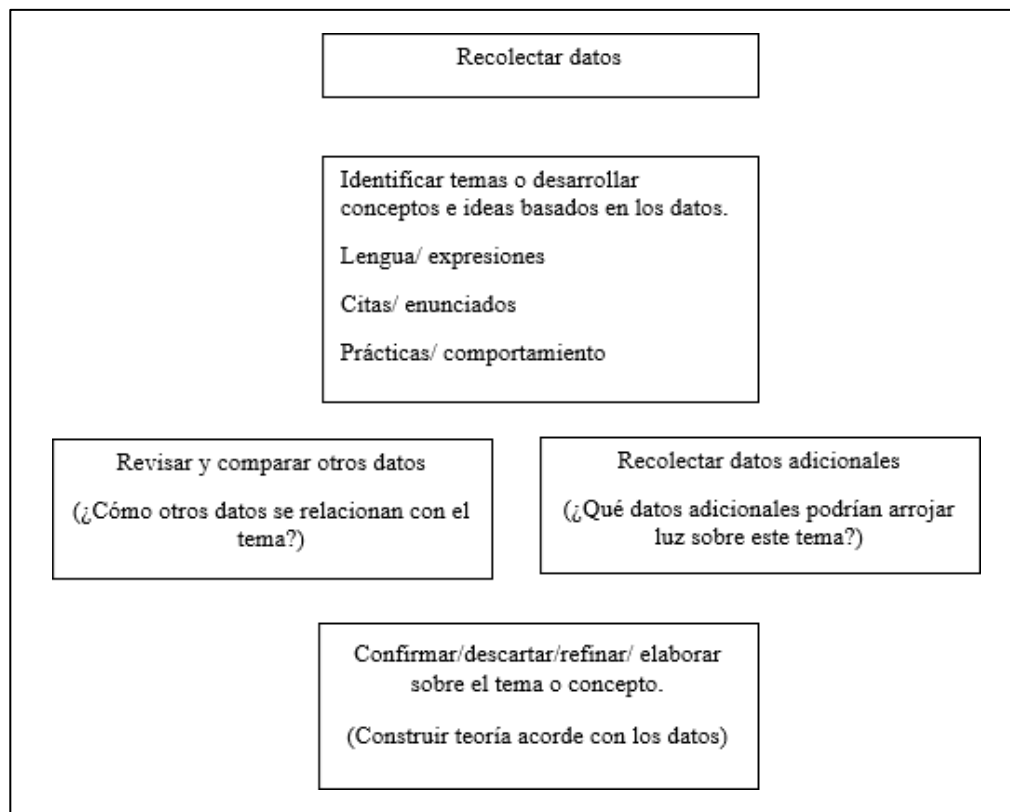 Recolectar datos
Identificar temas o desarrollar
conceptos e ideas basados en los datos.
Lengua/ expresiones
Citas/ enunciados
Prácticas/ comportamiento
Revisar y comparar otros datos
(¿Cómo otros datos se relacionan con el
tema?)
Recolectar datos adicionales
(¿Qué datos adicionales podrían arrojar
luz sobre este tema?)
Confirmar/descartar/refinar/ elaborar
sobre el tema o concepto.
(Construir teoría acorde con los datos)